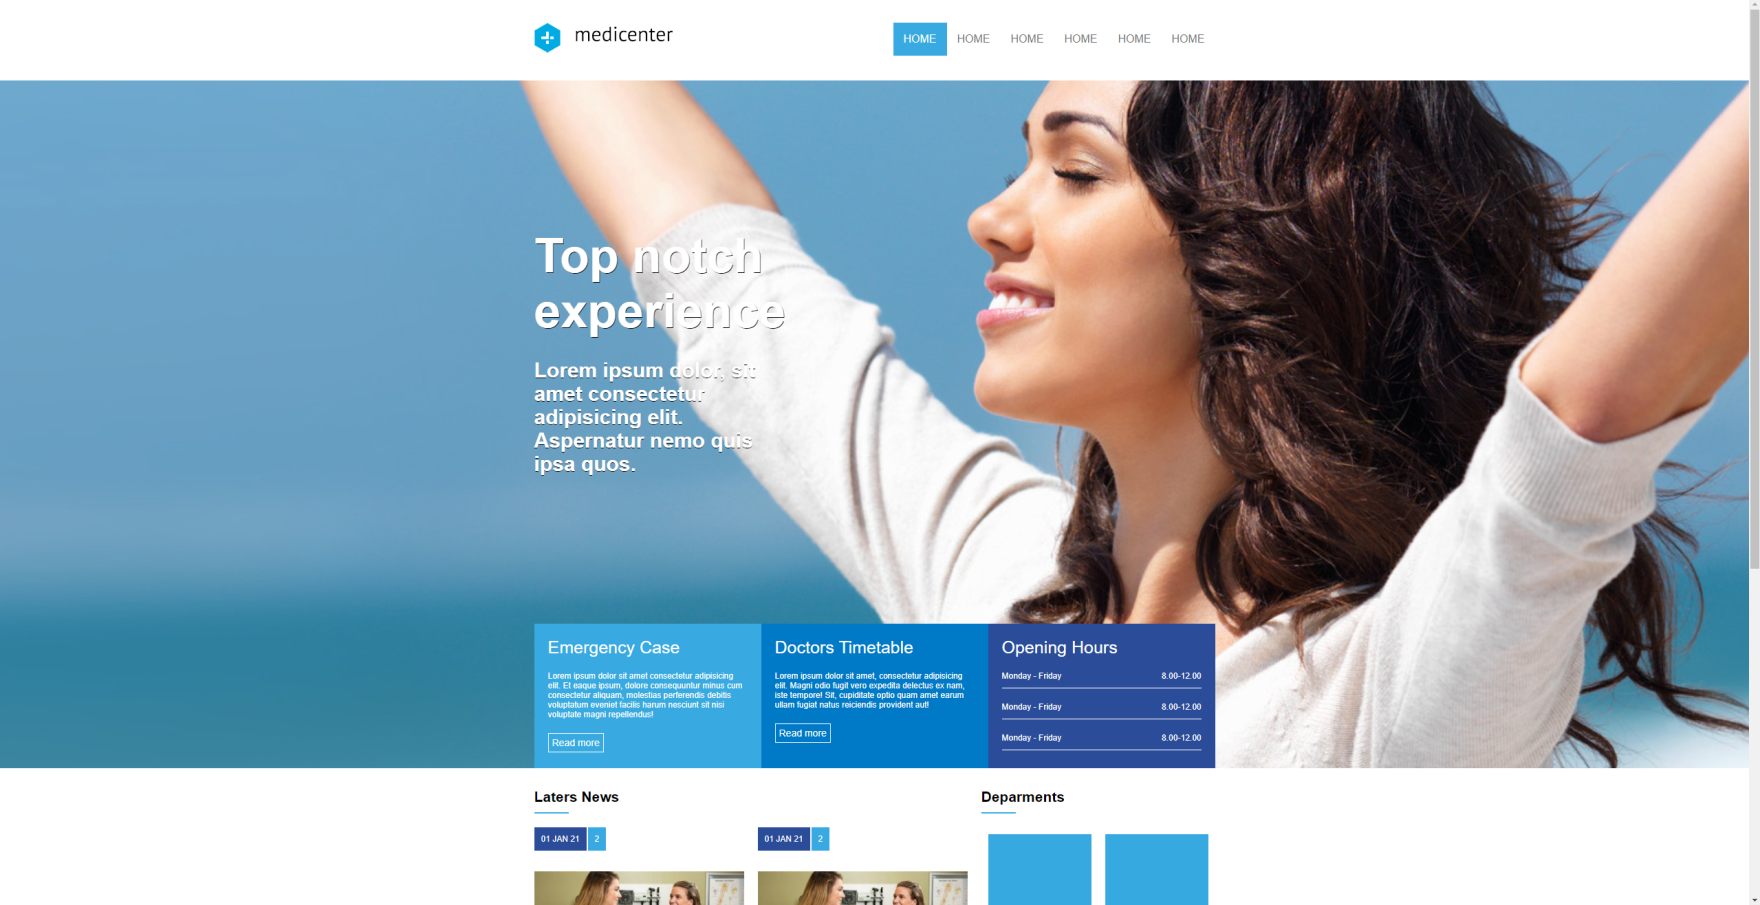 medicenter
HOME HOME HOME HOME HOME HOME
Top notch
experience
Lorem ipsum dolor, sit
amet consectetur
adipisicing elit.
Aspernatur nemo quis
ipsa quos.
Emergency Case
Lorem ipsum dolor sit amet consectetur adipisicing
elit. Et eaque ipsum, dolore consequuntur minus cum
consectetur aliquam, molestias perferendis debitis
voluptatum eveniet facilis harum nesciunt sit nisi
voluptate magni repellendus!
Read more
Doctors Timetable
Lorem ipsum dolor sit amet, consectetur adipisicing
elit. Magni odio fugit vero expedita delectus ex nam,
iste tempore! Sit, cupiditate optio quam amet earum
ullam fugiat natus reiciendis provident aut!
Read more
Opening Hours
Monday - Friday 8.00-12.00
Monday - Friday 8.00-12.00
Monday - Friday 8.00-12.00
Laters News
01 JAN 21 2
01 JAN 21 2
Deparments